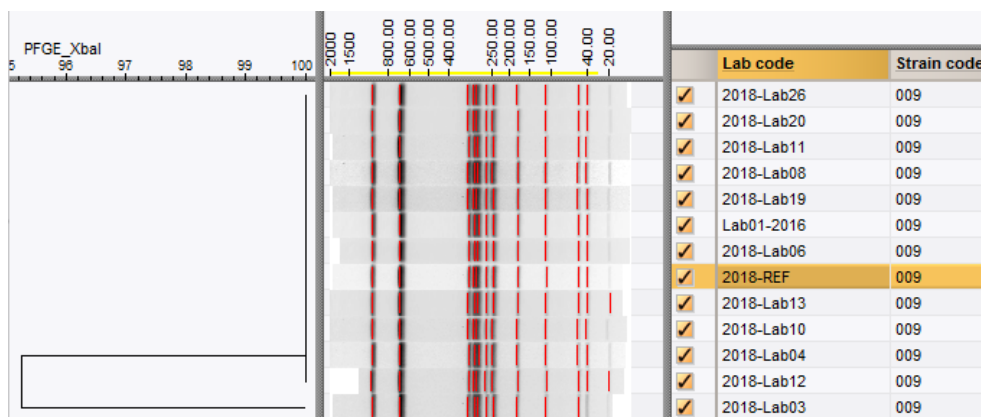 PFGE_XbaI
5 96 97 98 99 100
2000 1500 800.00 600.00 500.00 400.00 250.00 200.00 150.00 100.00 40.00 20.00
Lab code Strain code
2018-Lab26 009
2018-Lab20 009
2018-Lab11 009
2018-Lab08 009
2018-Lab19 009
Lab01-2016 009
2018-Lab06 009
2018-REF 009
2018-Lab13 009
2018-Lab10 009
2018-Lab04 009
2018-Lab12 009
2018-Lab03 009